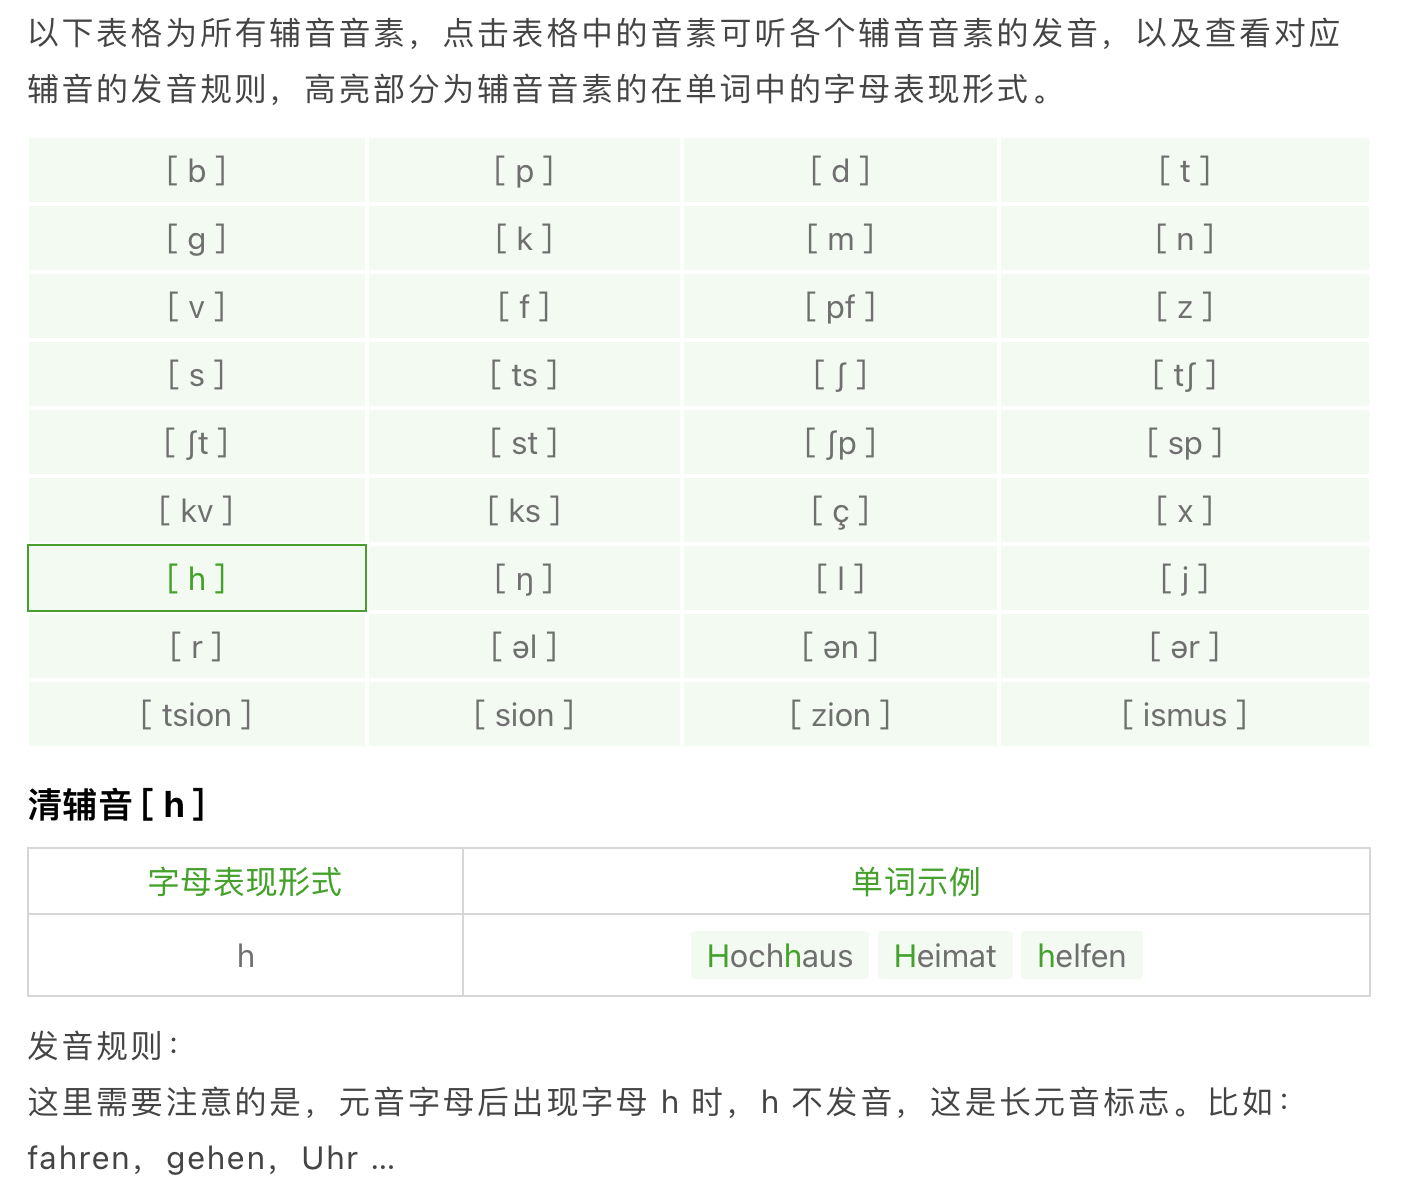 以下表格为所有辅音音素，点击表格中的音素可听各个辅音音素的发音，以及查看对应
辅音的发音规则，高亮部分为辅音音素的在单词中的字母表现形式。
[ b ] [ p ] [ d ] [ t ]
[ g ] [ k ] [ m ] [ n ]
[ v ] [ f ] [ pf ] [ z ]
[ s ] [ ts ] [ ʃ ] [ tʃ ]
[ ʃt ] [ st ] [ ʃp ] [ sp ]
[ kv ] [ ks ] [ ç ] [ x ]
[ h ] [ ŋ ] [ l ] [ j ]
[ r ] [ əl ] [ ən ] [ ər ]
[ tsion ] [ sion ] [ zion ] [ ismus ]
清辅音[ h ]
字母表现形式 单词示例
h Hochhaus Heimat helfen
发音规则：
这里需要注意的是，元音字母后出现字母 h 时，h 不发音，这是长元音标志。比如：
fahren，gehen，Uhr ...